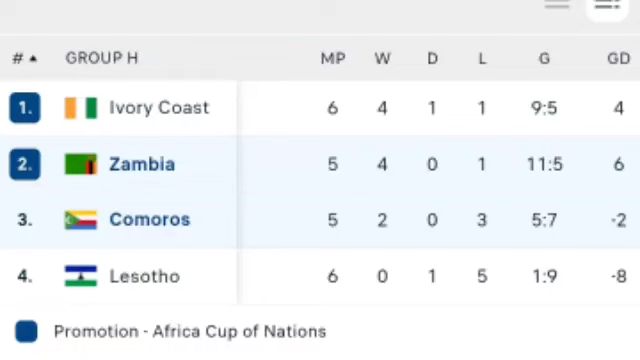 # ▲ GROUP H MP W D L G GD
1. Ivory Coast 6 4 1 1 9:5 4
2. Zambia 5 4 0 1 11:5 6
3. Comoros 5 2 0 3 5:7 -2
4. Lesotho 6 0 1 5 1:9 -8
Promotion - Africa Cup of Nations